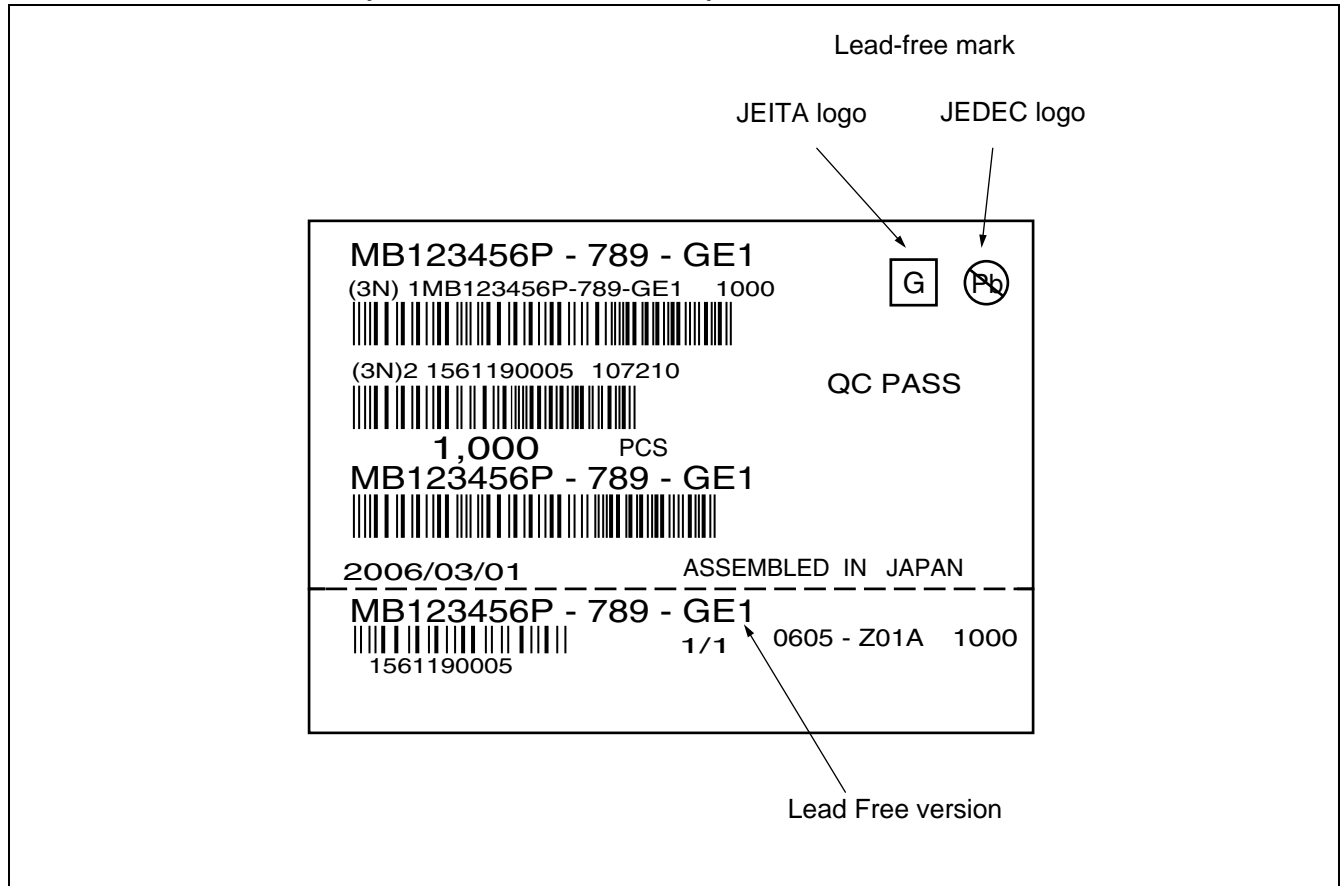 Lead-free mark
JEITA logo JEDEC logo
MB123456P - 789 - GE1
(3N) 1MB123456P-789-GE1 1000
G Pb
(3N)2 1561190005 107210
QC PASS
1,000 PCS
MB123456P - 789 - GE1
2006/03/01 ASSEMBLED IN JAPAN
MB123456P - 789 - GE1
1/1 0605 - Z01A 1000
1561190005
Lead Free version